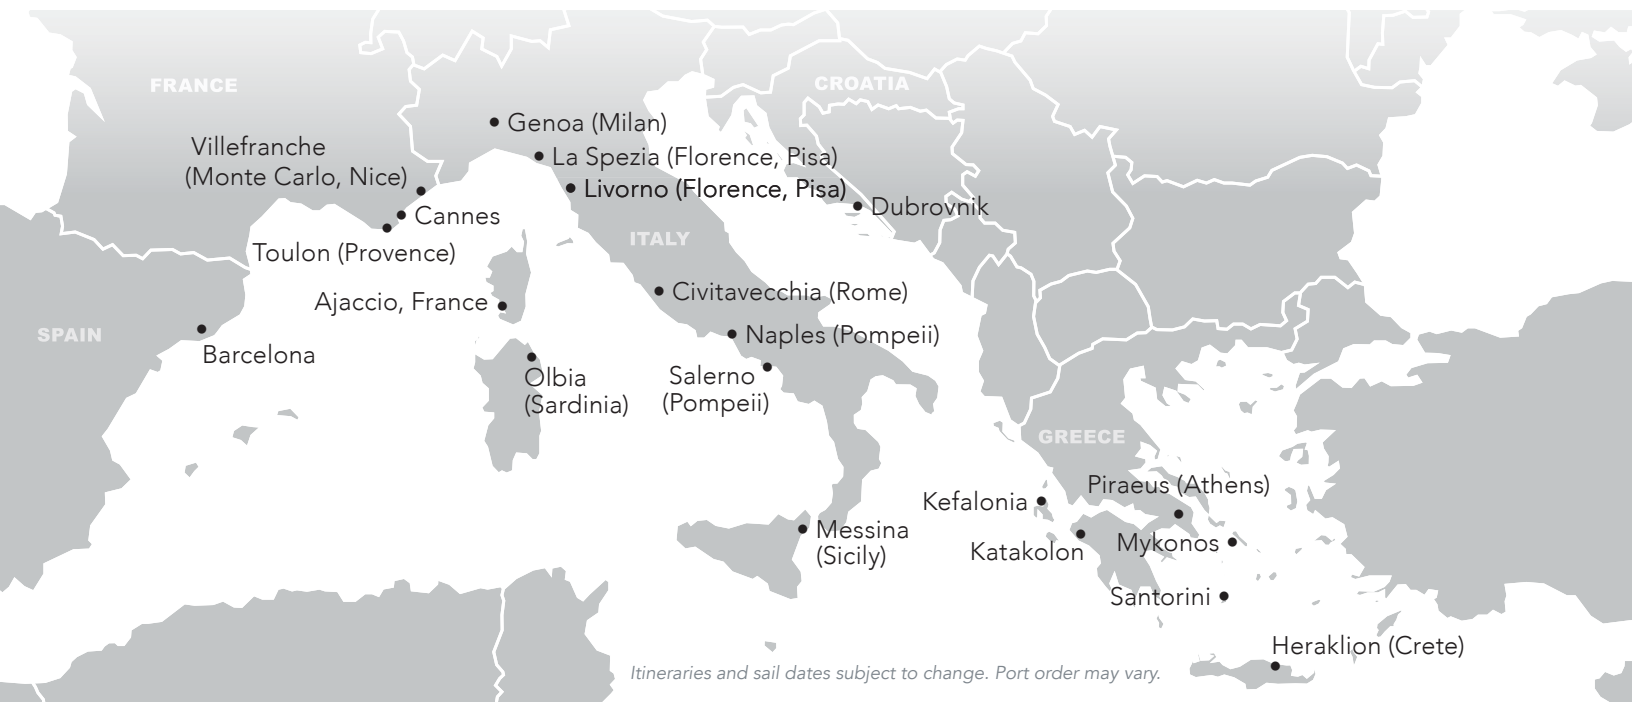 FRANCE
CROATIA
Genoa (Milan)
Villefranche
(Monte Carlo, Nice)
La Spezia (Florence, Pisa)
Livorno (Florence, Pisa)
Dubrovnik
Cannes
ITALY
Toulon (Provence)
Civitavecchia (Rome)
Ajaccio, France
SPAIN
Naples (Pompeii)
Barcelona
Olbia
(Sardinia)
Salerno
(Pompeii)
GREECE
Piraeus (Athens)
Kefalonia
Messina
(Sicily)
Katakolon
Mykonos
Santorini
Heraklion (Crete)
Itineraries and sail dates subject to change. Port order may vary.